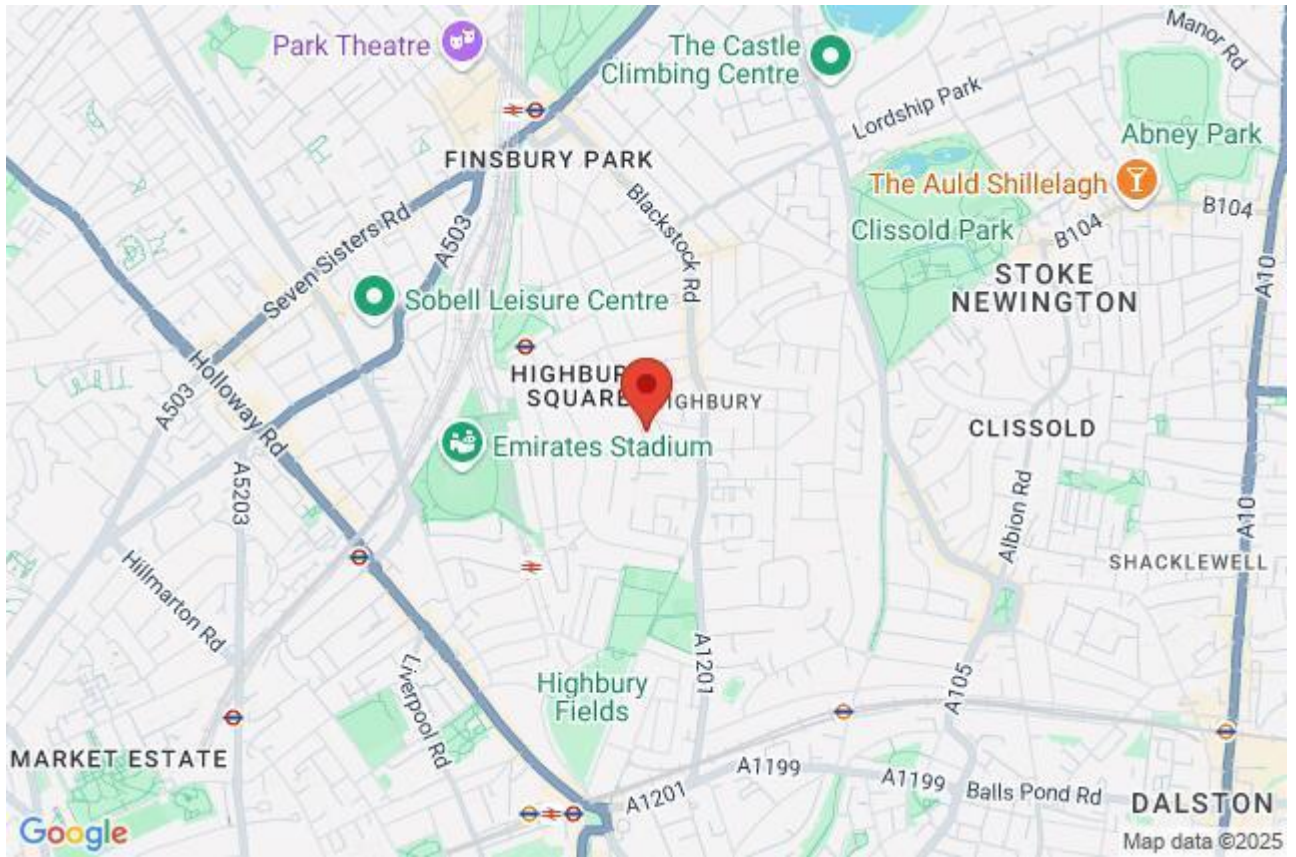 Park Theatre
The Castle
Climbing Centre
Manor Rd
Lordship Park
Abney Park
FINSBURY PARK
The Auld Shillelagh
Blackstock Rd
B104
Seven Sisters Rd
A503
Clissold Park
B104
STOKE
NEWINGTON
A10
Sobell Leisure Centre
Holloway Rd
A503
HIGHBUR
SQUARE
IGHBURY
CLISSOLD
Emirates Stadium
A5203
Albion Rd
A10
SHACKLEWELL
Hillmarton Rd
Liverpool Rd
A1201
Highbury
Fields
A105
MARKET ESTATE
A1199
A1199
Balls Pond Rd
A1201
DALSTON
Google
Map data ©2025